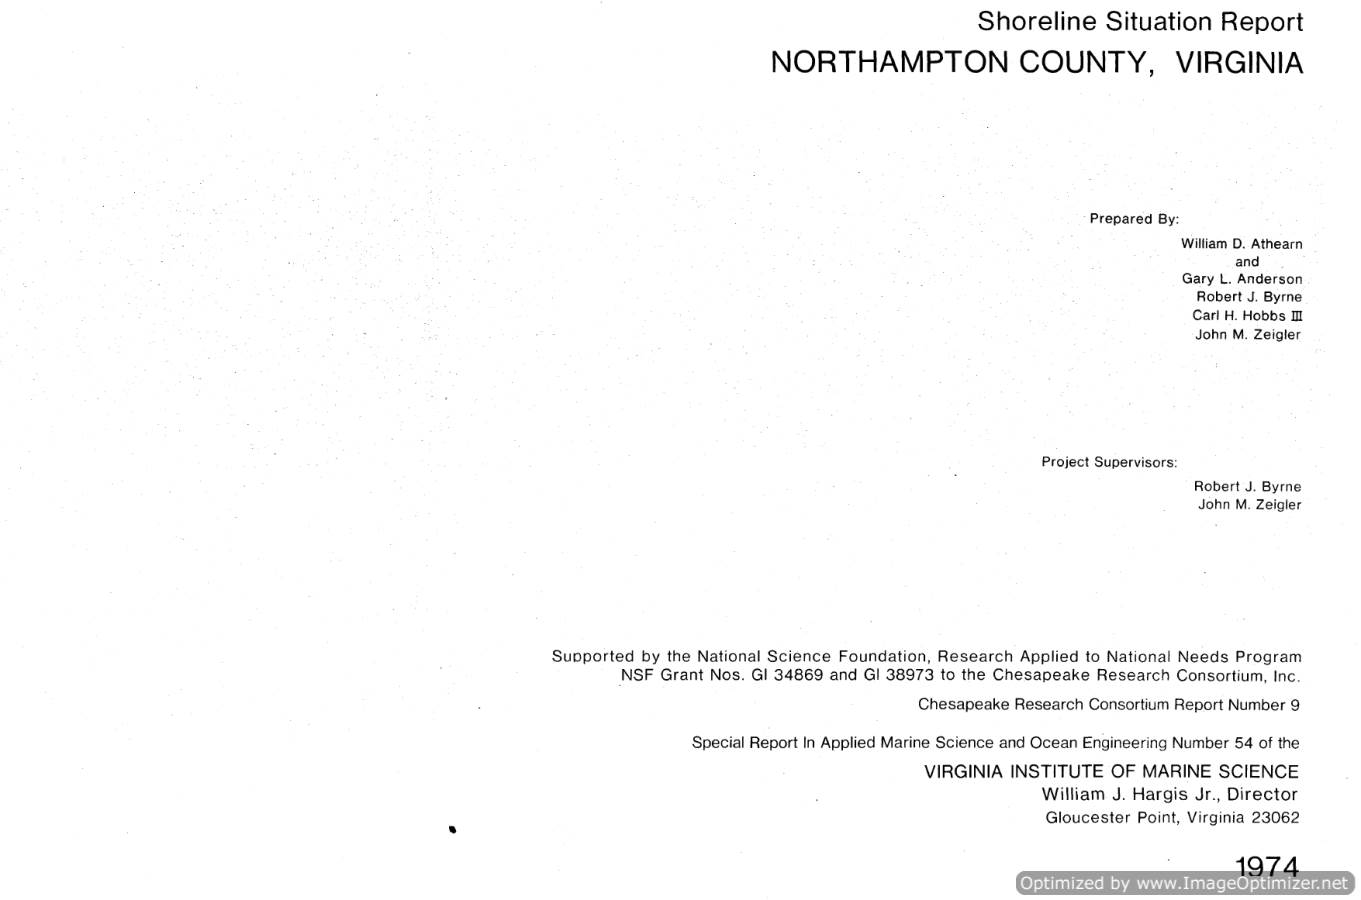 Shoreline Situation Report
NORTHAMPTON COUNTY, VIRGINIA
Prepared By:
William D. Athearn
and
Gary L. Anderson
Robert J. Byrne
Carl H. Hobbs III
John M. Zeigler
Project Supervisors:
Robert J. Byrne
John M. Zeigler
Supported by the National Science Foundation, Research Applied to National Needs Program
NSF Grant Nos. GI 34869 and GI 38973 to the Chesapeake Research Consortium, Inc.
Chesapeake Research Consortium Report Number 9
Special Report In Applied Marine Science and Ocean Engineering Number 54 of the
VIRGINIA INSTITUTE OF MARINE SCIENCE
William J. Hargis Jr., Director
Gloucester Point, Virginia 23062
1974
Optimized by www.ImageOptimizer.net